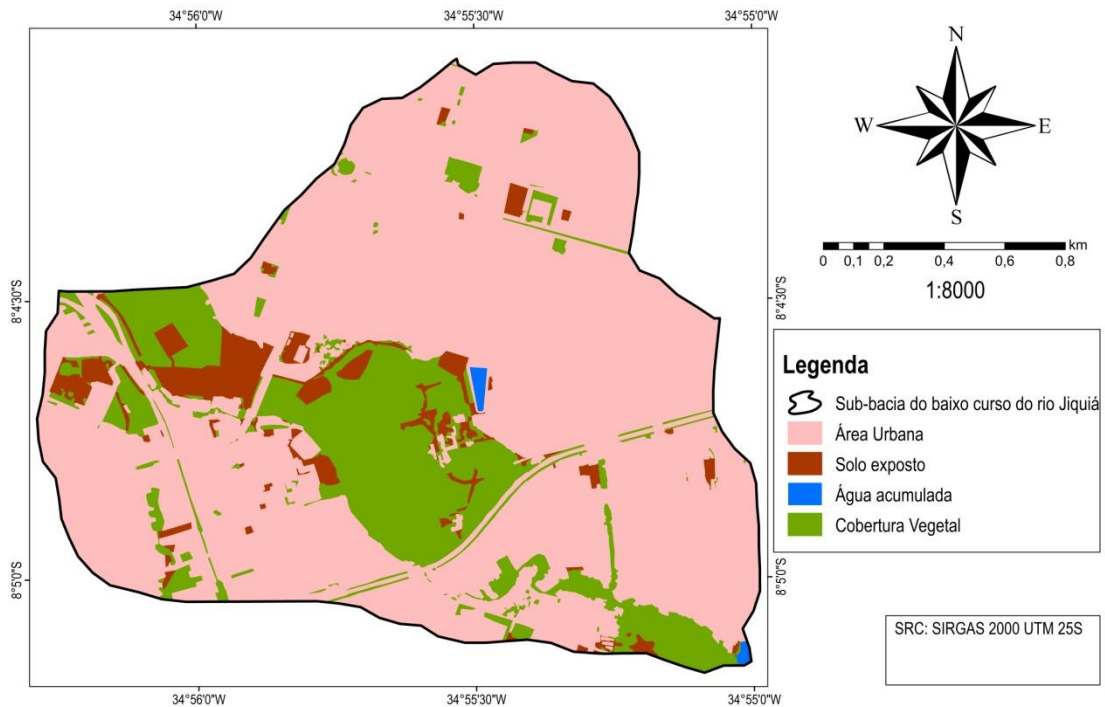 34°56'0"W
34°55'30"W
34°55'0"W
N
W
E
S
km
0 0,1 0,2 0,4 0,6 0,8
1:8000
8°4'30"S
8°4'30"S
Legenda
Sub-bacia do baixo curso do rio Jiquiá
Área Urbana
Solo exposto
Água acumulada
Cobertura Vegetal
8°5'0"S
8°5'0"S
SRC: SIRGAS 2000 UTM 25S
34°56'0"W
34°55'30"W
34°55'0"W